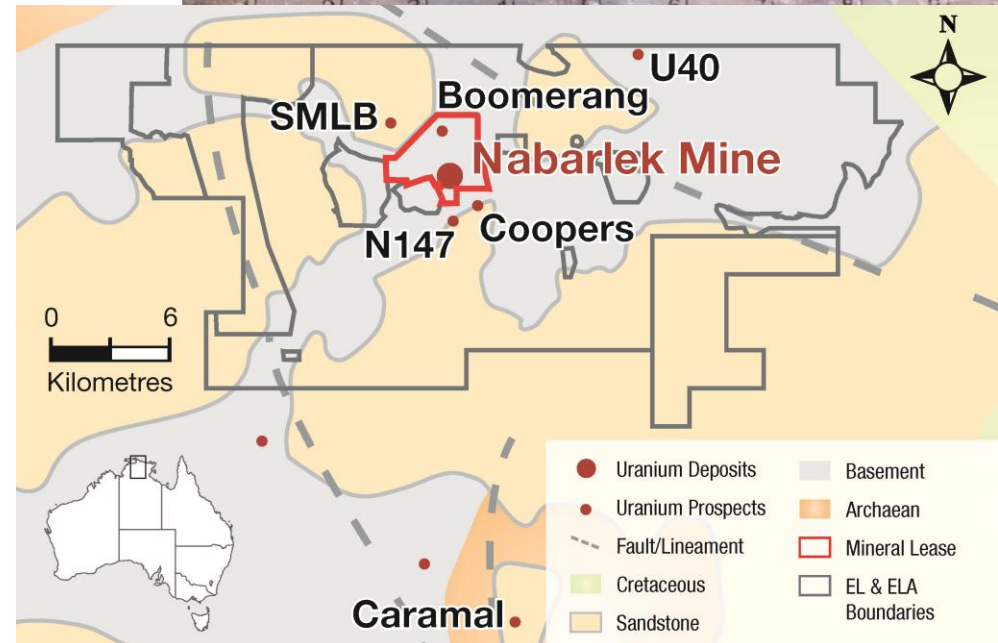 N
U40
Boomerang
SMLB
Nabarlek Mine
Coopers
N147
0 6
Kilometres
Caramal
Uranium Deposits
Uranium Prospects
Fault/Lineament
Cretaceous
Sandstone
Basement
Archaean
Mineral Lease
EL & ELA
Boundaries